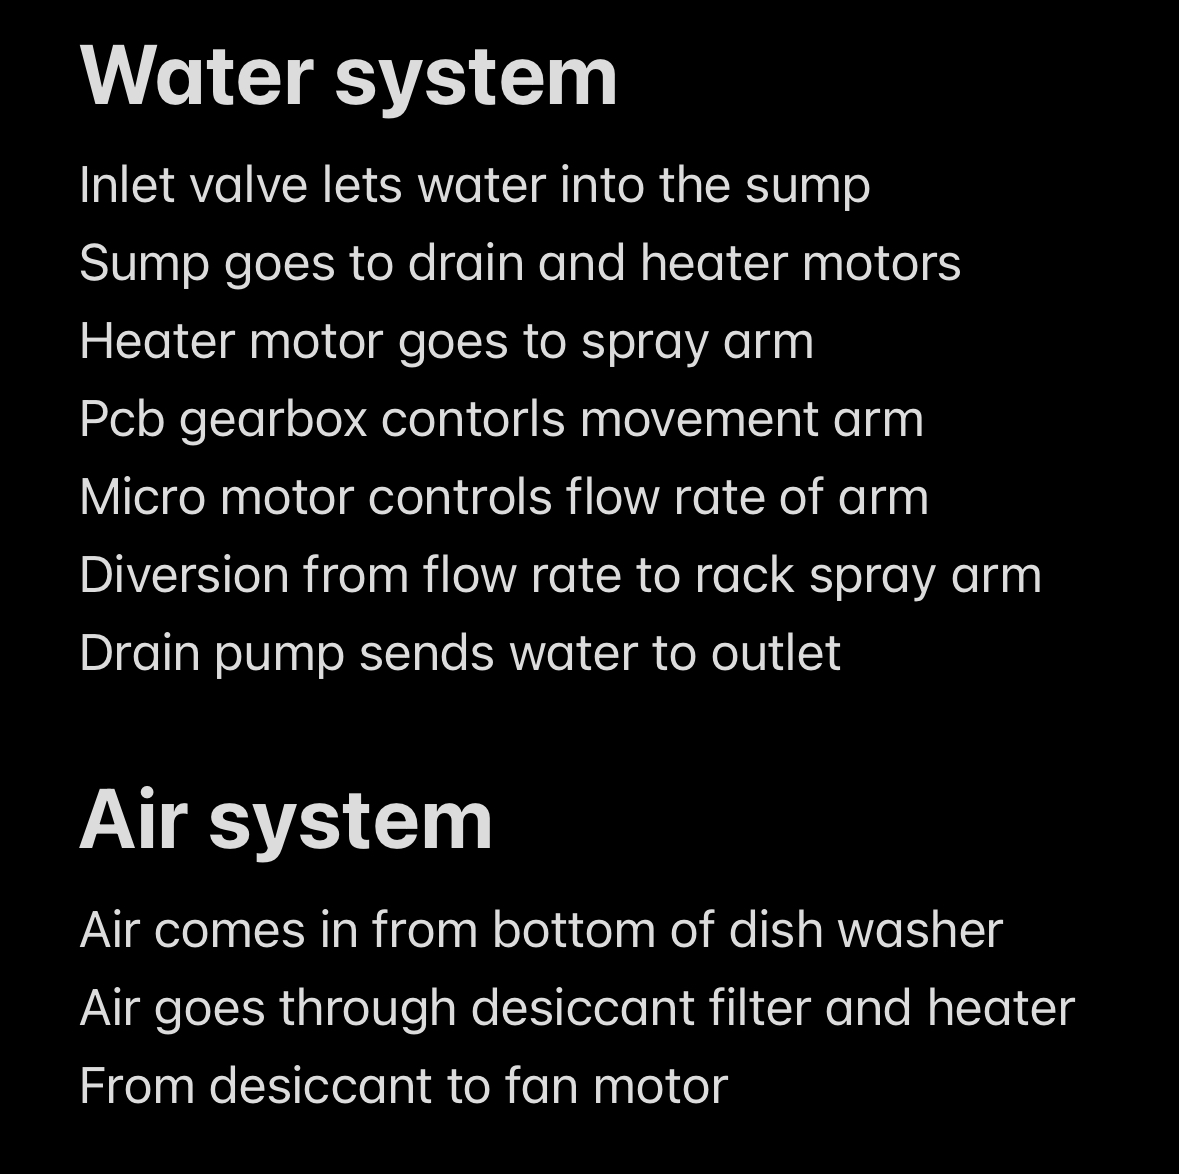 Water system
Inlet valve lets water into the sump
Sump goes to drain and heater motors
Heater motor goes to spray arm
Pcb gearbox contorls movement arm
Micro motor controls flow rate of arm
Diversion from flow rate to rack spray arm
Drain pump sends water to outlet
Air system
Air comes in from bottom of dish washer
Air goes through desiccant filter and heater
From desiccant to fan motor